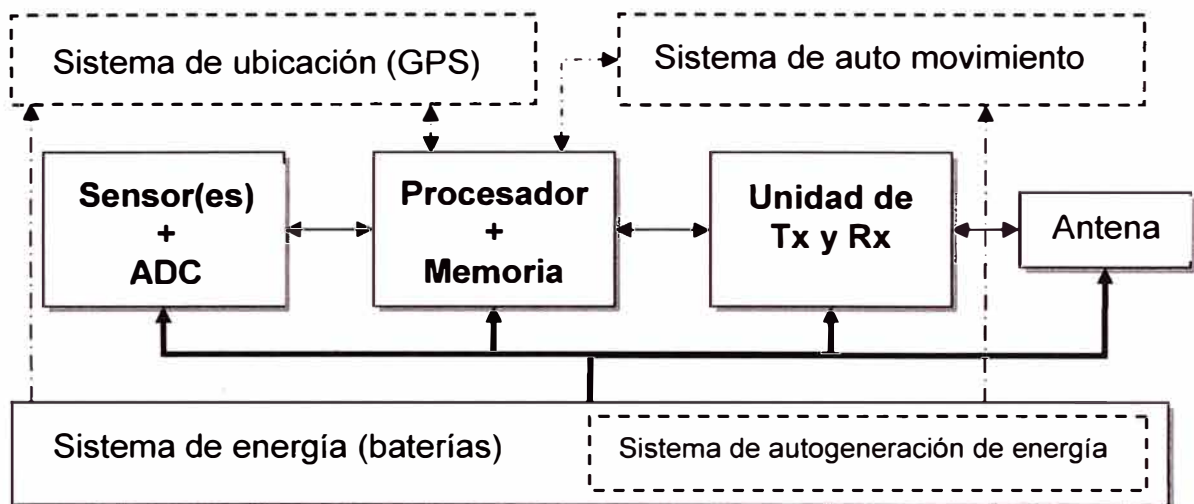 Sistema de ubicación (GPS)
Sistema de auto movimiento
Sensor(es)
+
ADC
Procesador
+
Memoria
Unidad de
Tx y Rx
Antena
Sistema de energía (baterías)
Sistema de autogeneración de energía